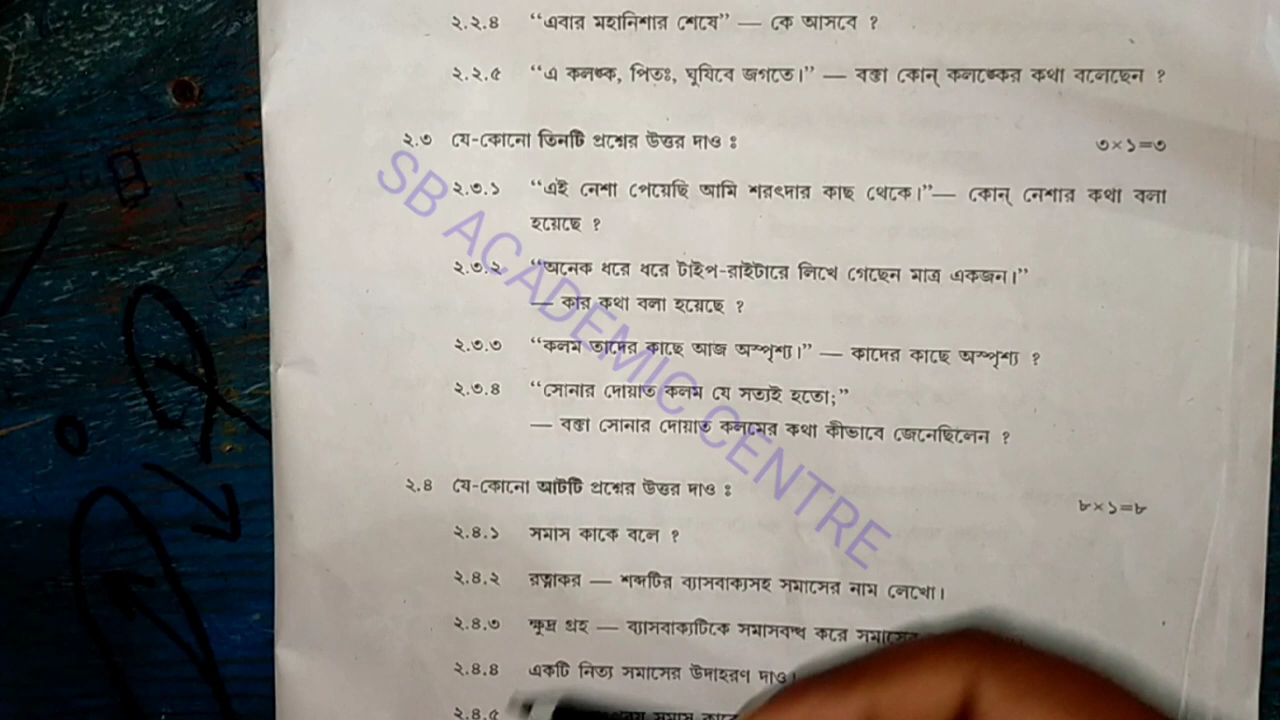 ২.২.৪ “এবার মহানিশার শেষে” — কে আসবে ?
২.২.৫ “এ কলঙ্ক, পিতঃ, ঘুষিবে জগতে।” — বক্তা কোন্ কলঙ্কের কথা বলেছেন ?
২.৩ যে-কোনো তিনটি প্রশ্নের উত্তর দাও ঃ ৩×১=৩
২.৩.১ “এই নেশা পেয়েছি আমি শরৎদার কাছ থেকে।”— কোন্ নেশার কথা বলা
হয়েছে ?
২.৩.২ “অনেক ধরে ধরে টাইপ-রাইটারে লিখে গেছেন মাত্র একজন।”
— কার কথা বলা হয়েছে ?
২.৩.৩ “কলম তাদের কাছে আজ অস্পৃশ্য।” — কাদের কাছে অস্পৃশ্য ?
২.৩.৪ “সোনার দোয়াত কলম যে সত্যই হতো;”
— বক্তা সোনার দোয়াত কলমের কথা কীভাবে জেনেছিলেন ?
২.৪ যে-কোনো আটটি প্রশ্নের উত্তর দাও ঃ ৮×১=৮
২.৪.১ সমাস কাকে বলে ?
২.৪.২ রত্নাকর — শব্দটির ব্যাসবাক্যসহ সমাসের নাম লেখো।
২.৪.৩ ক্ষুদ্র গ্রহ — ব্যাসবাক্যটিকে সমাসবদ্ধ করে সমাসের
২.৪.৪ একটি নিত্য সমাসের উদাহরণ দাও।
২.৪.৫ সমাস কাকে
SB ACADEMIC CENTRE